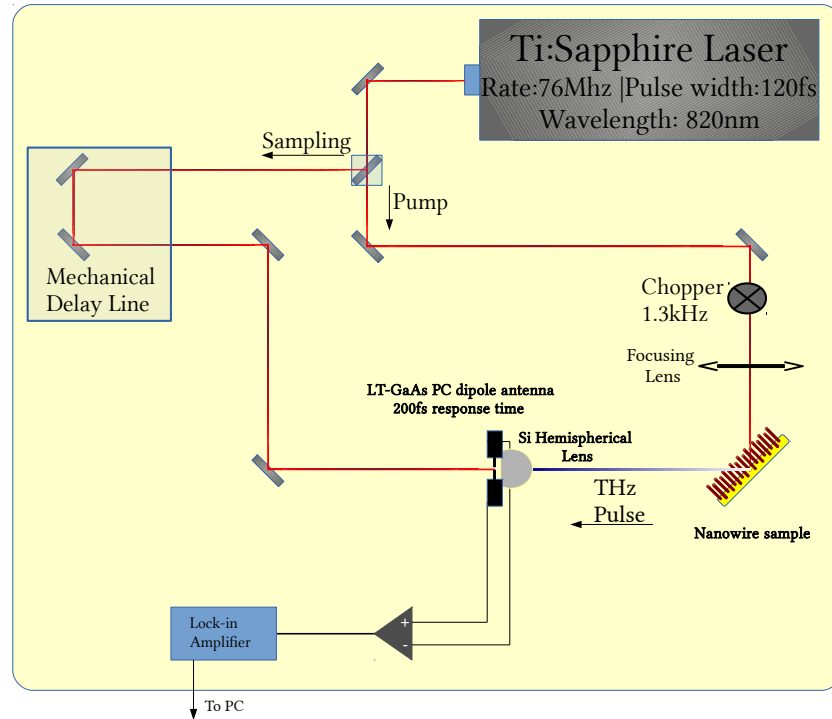 Ti:Sapphire Laser
Rate:76Mhz |Pulse width:120fs
Wavelength: 820nm
Sampling
Pump
Mechanical
Delay Line
Chopper
1.3kHz
Focusing
Lens
LT-GaAs PC dipole antenna
200fs response time
Si Hemispherical
Lens
THz
Pulse
Nanowire sample
+
-
Lock-in
Amplifier
To PC